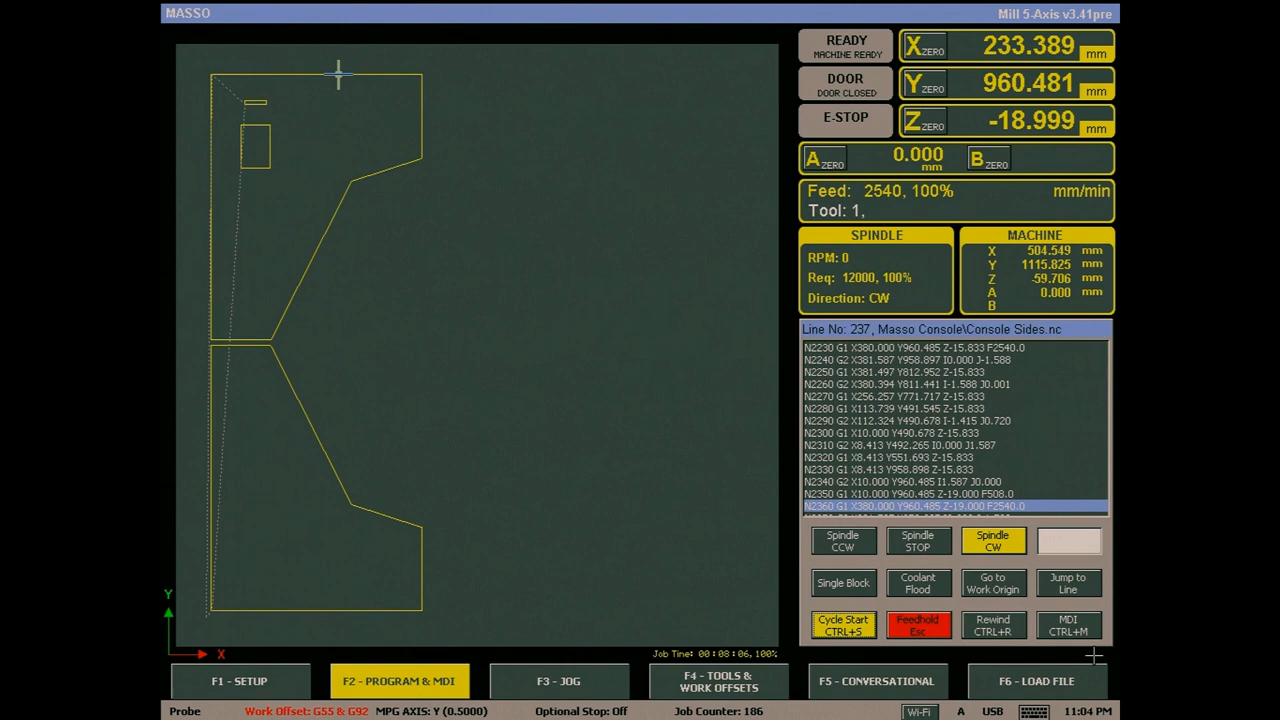 MASSO
Mill 5-Axis v3.41pre
READY
MACHINE READY
X ZERO 233.389 mm
DOOR
DOOR CLOSED
Y ZERO 960.481 mm
E-STOP
Z ZERO -18.999 mm
A ZERO 0.000 mm B ZERO
Feed: 2540, 100% mm/min
Tool: 1,
SPINDLE
RPM: 0
Req: 12000, 100%
Direction: CW
MACHINE
X 504.549 mm
Y 1115.825 mm
Z -59.706 mm
A 0.000 mm
B
Line No: 237, Masso Console\Console Sides.nc
N2230 G1 X380.000 Y960.485 Z-15.833 F2540.0
N2240 G2 X381.587 Y958.897 I0.000 J-1.588
N2250 G1 X381.497 Y812.952 Z-15.833
N2260 G2 X380.394 Y811.441 I-1.588 J0.001
N2270 G1 X256.257 Y771.717 Z-15.833
N2280 G1 X113.739 Y491.545 Z-15.833
N2290 G2 X112.324 Y490.678 I-1.415 J0.720
N2300 G1 X10.000 Y490.678 Z-15.833
N2310 G2 X8.413 Y492.265 I0.000 J1.587
N2320 G1 X8.413 Y551.693 Z-15.833
N2330 G1 X8.413 Y958.898 Z-15.833
N2340 G2 X10.000 Y960.485 I1.587 J0.000
N2350 G1 X10.000 Y960.485 Z-19.000 F508.0
N2360 G1 X380.000 Y960.485 Z-19.000 F2540.0
Spindle CCW
Spindle STOP
Spindle CW
Single Block
Coolant Flood
Go to Work Origin
Jump to Line
Cycle Start CTRL+S
Feedhold Esc
Rewind CTRL+R
MDI CTRL+M
Y
X
Job Time: 00:08:06, 100%
F1 - SETUP
F2 - PROGRAM & MDI
F3 - JOG
F4 - TOOLS & WORK OFFSETS
F5 - CONVERSATIONAL
F6 - LOAD FILE
Probe
Work Offset: G55 & G92
MPG AXIS: Y (0.5000)
Optional Stop: Off
Job Counter: 186
Wi-Fi
A
USB
11:04 PM